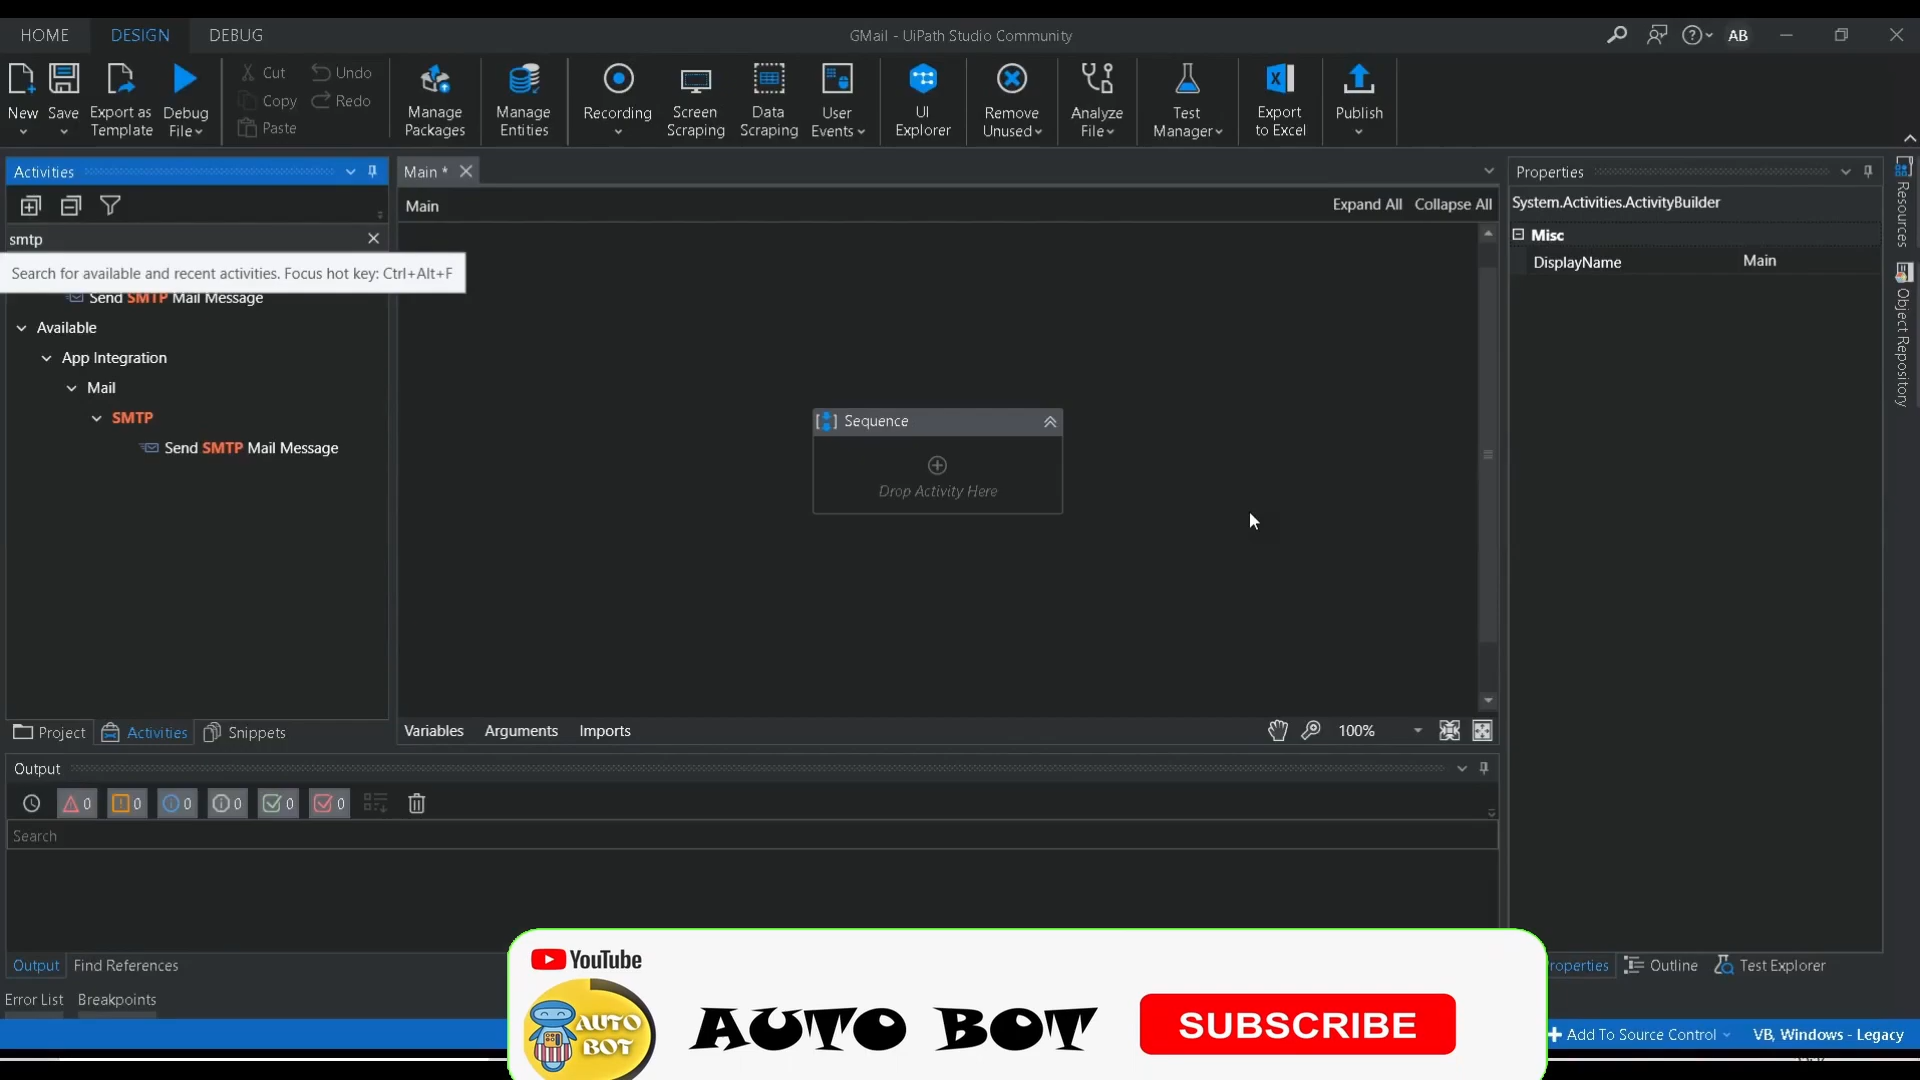 HOME DESIGN DEBUG GMail - UiPath Studio Community AB
New Save Export as Template Debug File Cut Copy Paste Undo Redo Manage Packages Manage Entities Recording Screen Scraping Data Scraping User Events UI Explorer Remove Unused Analyze File Test Manager Export to Excel Publish
Activities
smtp
Search for available and recent activities. Focus hot key: Ctrl+Alt+F
Send SMTP Mail Message
Available
App Integration
Mail
SMTP
Send SMTP Mail Message
Project Activities Snippets
Main *
Main Expand All Collapse All
Sequence
Drop Activity Here
Variables Arguments Imports 100%
Properties
System.Activities.ActivityBuilder
Misc
DisplayName Main
Resources
Object Repository
Output
0 0 0 0 0 0
Search
Output Find References
roperties Outline Test Explorer
Error List Breakpoints
YouTube
AUTO BOT
AUTO BOT
SUBSCRIBE
Add To Source Control VB, Windows - Legacy